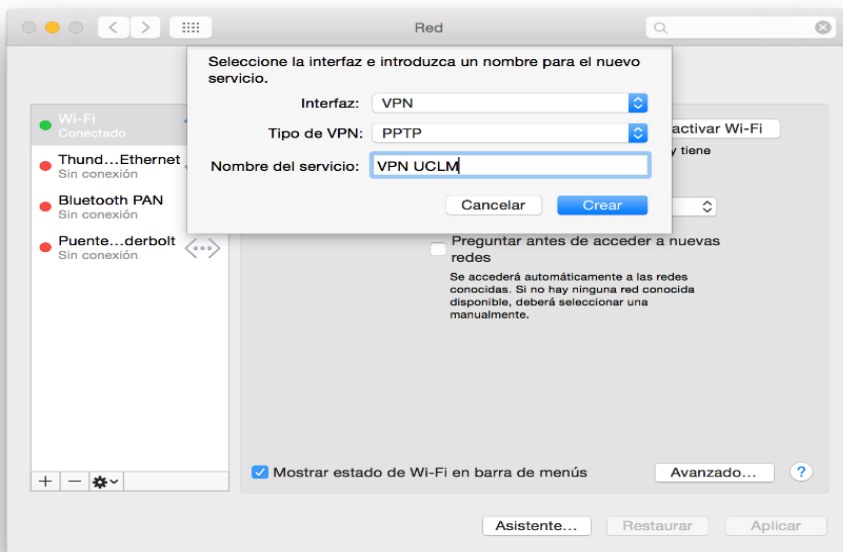 Red
Seleccione la interfaz e introduzca un nombre para el nuevo
servicio.
Interfaz: VPN
Tipo de VPN: PPTP
Nombre del servicio: VPN UCLM
Cancelar Crear
Wi-Fi
Conectado
Thund...Ethernet
Sin conexión
Bluetooth PAN
Sin conexión
Puente...derbolt
Sin conexión
activar Wi-Fi
y tiene
Preguntar antes de acceder a nuevas
redes
Se accederá automáticamente a las redes
conocidas. Si no hay ninguna red conocida
disponible, deberá seleccionar una
manualmente.
Mostrar estado de Wi-Fi en barra de menús
Avanzado... ?
Asistente... Restaurar Aplicar